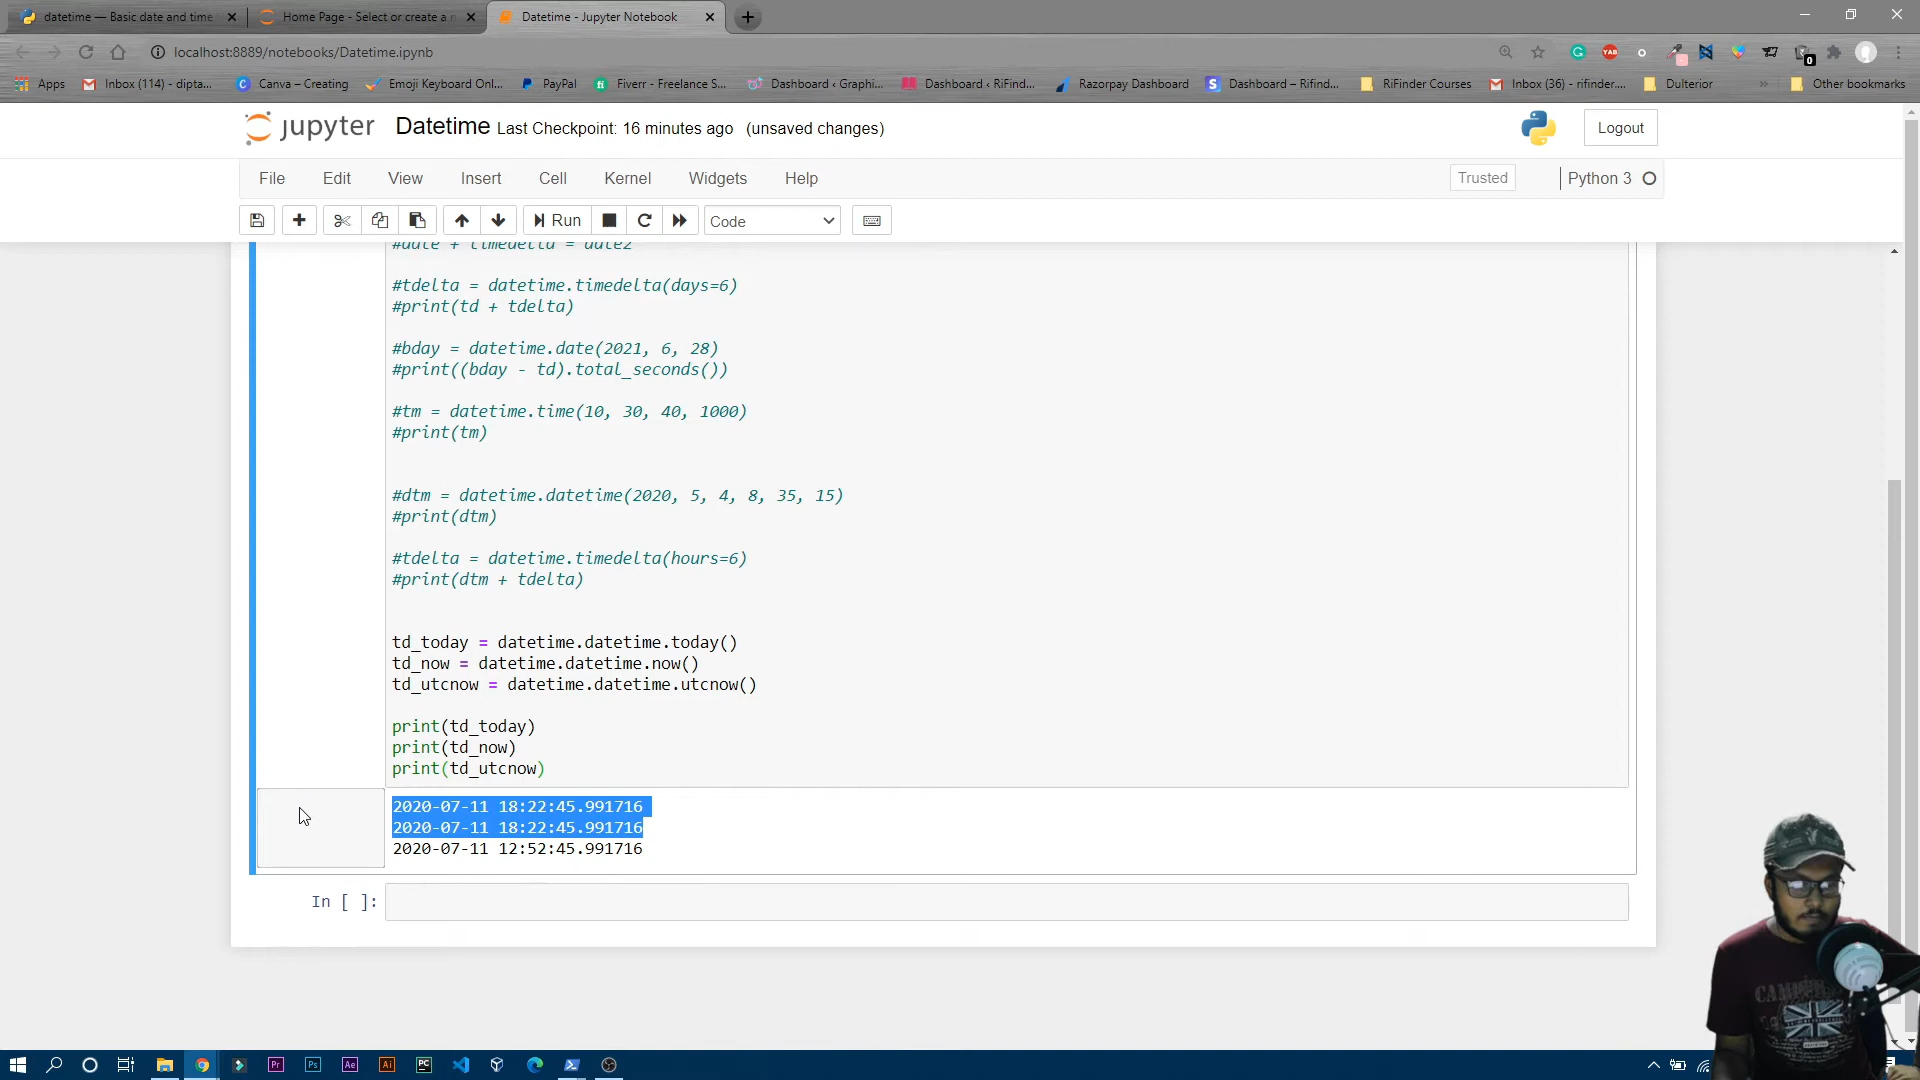 datetime — Basic date and time
Home Page - Select or create a n
Datetime - Jupyter Notebook
localhost:8889/notebooks/Datetime.ipynb
Apps
Inbox (114) - dipta...
Canva – Creating
Emoji Keyboard Onl...
PayPal
Fiverr - Freelance S...
Dashboard ‹ Graphi...
Dashboard ‹ RiFind...
Razorpay Dashboard
Dashboard – Rifind...
RiFinder Courses
Inbox (36) - rifinder...
Dulterior
»
Other bookmarks
jupyter Datetime Last Checkpoint: 16 minutes ago (unsaved changes)
Logout
File Edit View Insert Cell Kernel Widgets Help
Trusted
Python 3
Run
Code
#date + timedelta = date2
#tdelta = datetime.timedelta(days=6)
#print(td + tdelta)
#bday = datetime.date(2021, 6, 28)
#print((bday - td).total_seconds())
#tm = datetime.time(10, 30, 40, 1000)
#print(tm)
#dtm = datetime.datetime(2020, 5, 4, 8, 35, 15)
#print(dtm)
#tdelta = datetime.timedelta(hours=6)
#print(dtm + tdelta)
td_today = datetime.datetime.today()
td_now = datetime.datetime.now()
td_utcnow = datetime.datetime.utcnow()
print(td_today)
print(td_now)
print(td_utcnow)
2020-07-11 18:22:45.991716
2020-07-11 18:22:45.991716
2020-07-11 12:52:45.991716
In [ ]: